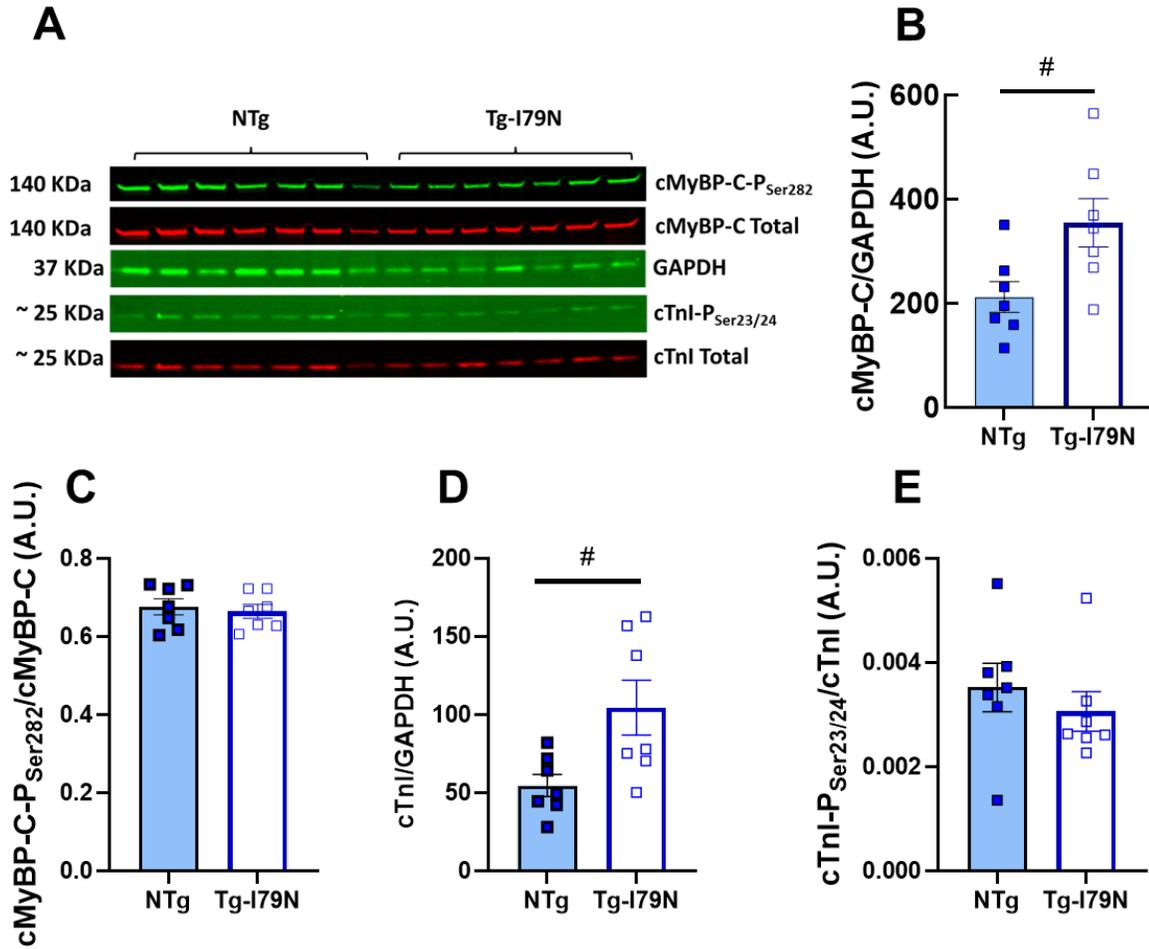 A
NTg Tg-I79N
140 KDa cMyBP-C-PSer282
140 KDa cMyBP-C Total
37 KDa GAPDH
~ 25 KDa cTnI-PSer23/24
~ 25 KDa cTnI Total
B
cMyBP-C/GAPDH (A.U.)
#
600
400
200
0
NTg Tg-I79N
C
cMyBP-C-PSer282/cMyBP-C (A.U.)
0.8
0.6
0.4
0.2
0.0
NTg Tg-I79N
D
cTnI/GAPDH (A.U.)
#
200
150
100
50
0
NTg Tg-I79N
E
cTnI-PSer23/24/cTnI (A.U.)
0.006
0.004
0.002
0.000
NTg Tg-I79N